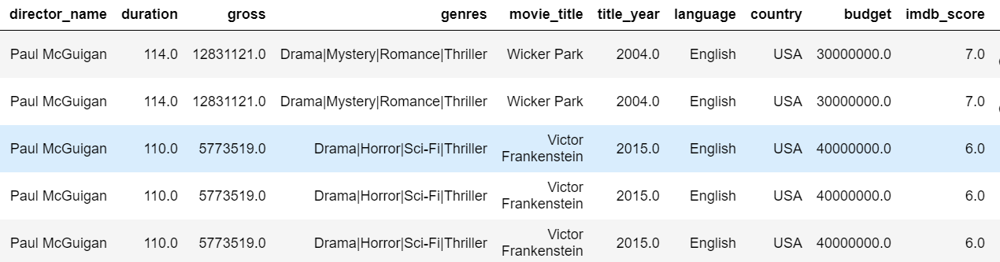 director_name duration gross genres movie_title title_year language country budget imdb_score
Paul McGuigan 114.0 12831121.0 Drama|Mystery|Romance|Thriller Wicker Park 2004.0 English USA 30000000.0 7.0
Paul McGuigan 114.0 12831121.0 Drama|Mystery|Romance|Thriller Wicker Park 2004.0 English USA 30000000.0 7.0
Paul McGuigan 110.0 5773519.0 Drama|Horror|Sci-Fi|Thriller Victor Frankenstein 2015.0 English USA 40000000.0 6.0
Paul McGuigan 110.0 5773519.0 Drama|Horror|Sci-Fi|Thriller Victor Frankenstein 2015.0 English USA 40000000.0 6.0
Paul McGuigan 110.0 5773519.0 Drama|Horror|Sci-Fi|Thriller Victor Frankenstein 2015.0 English USA 40000000.0 6.0